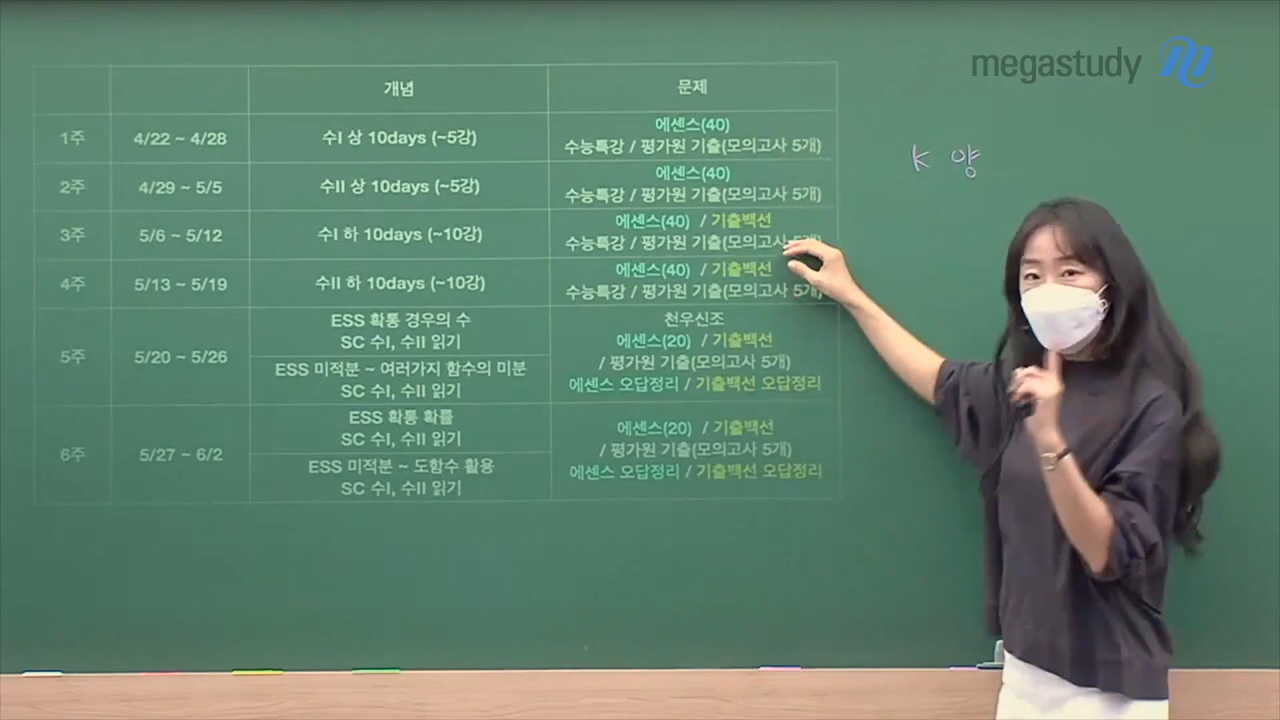 megastudy
K 양
개념 문제
1주 4/22 ~ 4/28 수I 상 10days (~5강) 에센스(40)
수능특강 / 평가원 기출(모의고사 5개)
2주 4/29 ~ 5/5 수II 상 10days (~5강) 에센스(40)
수능특강 / 평가원 기출(모의고사 5개)
3주 5/6 ~ 5/12 수I 하 10days (~10강) 에센스(40) / 기출백선
수능특강 / 평가원 기출(모의고사 5개)
4주 5/13 ~ 5/19 수II 하 10days (~10강) 에센스(40) / 기출백선
수능특강 / 평가원 기출(모의고사 5개)
5주 5/20 ~ 5/26
ESS 확통 경우의 수
SC 수I, 수II 읽기
ESS 미적분 ~ 여러가지 함수의 미분
SC 수I, 수II 읽기
천우신조
에센스(20) / 기출백선
/ 평가원 기출(모의고사 5개)
에센스 오답정리 / 기출백선 오답정리
6주 5/27 ~ 6/2
ESS 확통 확률
SC 수I, 수II 읽기
ESS 미적분 ~ 도함수 활용
SC 수I, 수II 읽기
에센스(20) / 기출백선
/ 평가원 기출(모의고사 5개)
에센스 오답정리 / 기출백선 오답정리